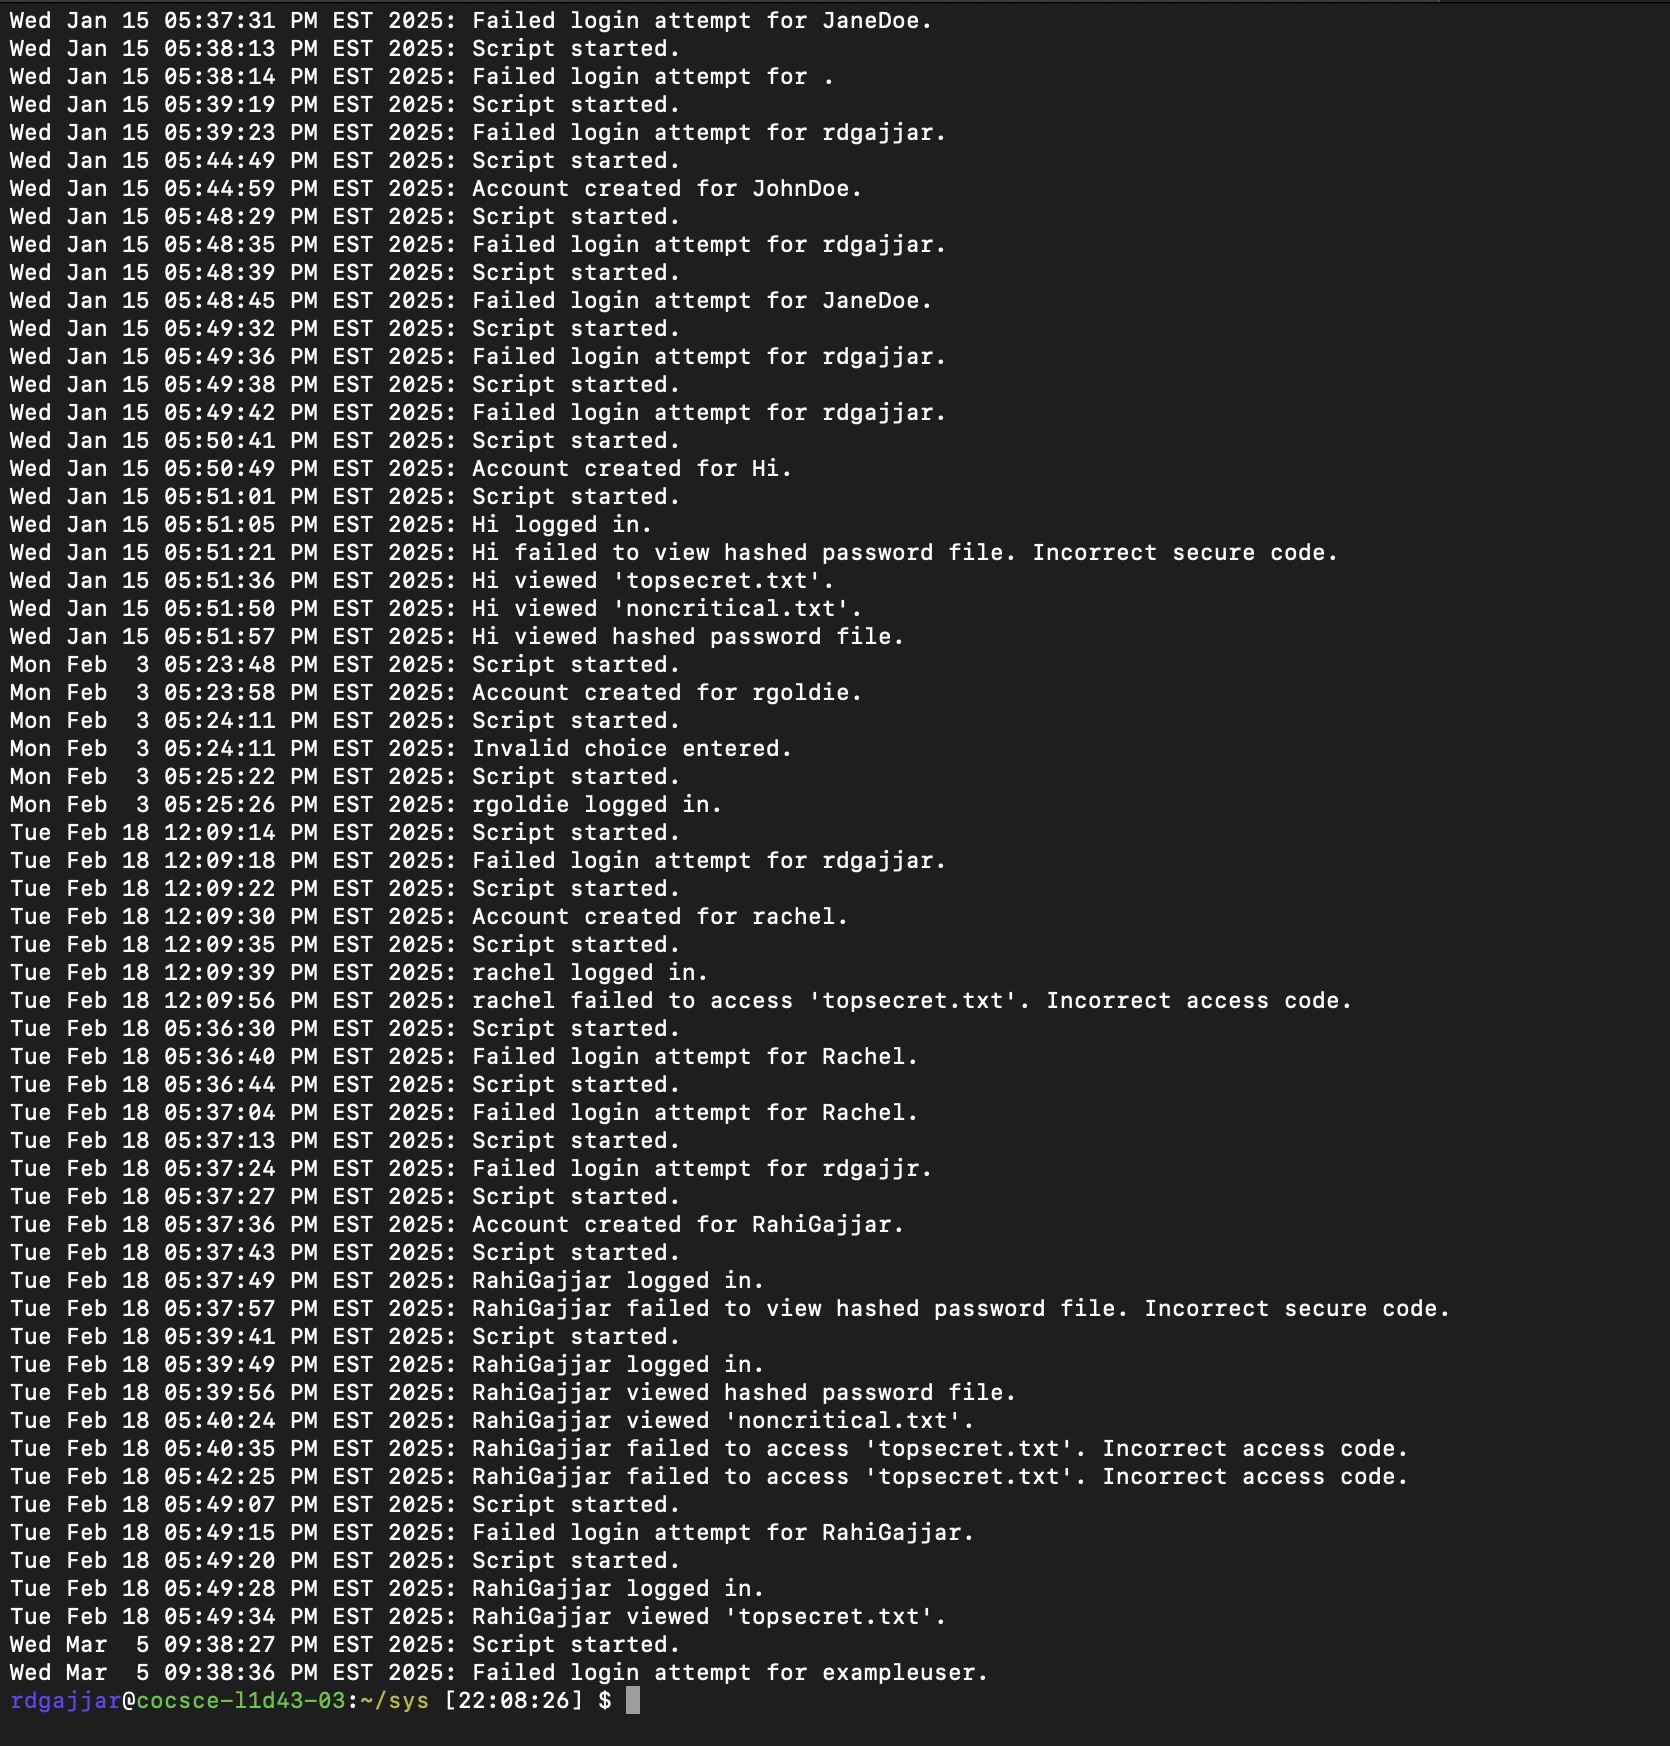 Wed Jan 15 05:37:31 PM EST 2025: Failed login attempt for JaneDoe.
Wed Jan 15 05:38:13 PM EST 2025: Script started.
Wed Jan 15 05:38:14 PM EST 2025: Failed login attempt for .
Wed Jan 15 05:39:19 PM EST 2025: Script started.
Wed Jan 15 05:39:23 PM EST 2025: Failed login attempt for rdgajjar.
Wed Jan 15 05:44:49 PM EST 2025: Script started.
Wed Jan 15 05:44:59 PM EST 2025: Account created for JohnDoe.
Wed Jan 15 05:48:29 PM EST 2025: Script started.
Wed Jan 15 05:48:35 PM EST 2025: Failed login attempt for rdgajjar.
Wed Jan 15 05:48:39 PM EST 2025: Script started.
Wed Jan 15 05:48:45 PM EST 2025: Failed login attempt for JaneDoe.
Wed Jan 15 05:49:32 PM EST 2025: Script started.
Wed Jan 15 05:49:36 PM EST 2025: Failed login attempt for rdgajjar.
Wed Jan 15 05:49:38 PM EST 2025: Script started.
Wed Jan 15 05:49:42 PM EST 2025: Failed login attempt for rdgajjar.
Wed Jan 15 05:50:41 PM EST 2025: Script started.
Wed Jan 15 05:50:49 PM EST 2025: Account created for Hi.
Wed Jan 15 05:51:01 PM EST 2025: Script started.
Wed Jan 15 05:51:05 PM EST 2025: Hi logged in.
Wed Jan 15 05:51:21 PM EST 2025: Hi failed to view hashed password file. Incorrect secure code.
Wed Jan 15 05:51:36 PM EST 2025: Hi viewed 'topsecret.txt'.
Wed Jan 15 05:51:50 PM EST 2025: Hi viewed 'noncritical.txt'.
Wed Jan 15 05:51:57 PM EST 2025: Hi viewed hashed password file.
Mon Feb  3 05:23:48 PM EST 2025: Script started.
Mon Feb  3 05:23:58 PM EST 2025: Account created for rgoldie.
Mon Feb  3 05:24:11 PM EST 2025: Script started.
Mon Feb  3 05:24:11 PM EST 2025: Invalid choice entered.
Mon Feb  3 05:25:22 PM EST 2025: Script started.
Mon Feb  3 05:25:26 PM EST 2025: rgoldie logged in.
Tue Feb 18 12:09:14 PM EST 2025: Script started.
Tue Feb 18 12:09:18 PM EST 2025: Failed login attempt for rdgajjar.
Tue Feb 18 12:09:22 PM EST 2025: Script started.
Tue Feb 18 12:09:30 PM EST 2025: Account created for rachel.
Tue Feb 18 12:09:35 PM EST 2025: Script started.
Tue Feb 18 12:09:39 PM EST 2025: rachel logged in.
Tue Feb 18 12:09:56 PM EST 2025: rachel failed to access 'topsecret.txt'. Incorrect access code.
Tue Feb 18 05:36:30 PM EST 2025: Script started.
Tue Feb 18 05:36:40 PM EST 2025: Failed login attempt for Rachel.
Tue Feb 18 05:36:44 PM EST 2025: Script started.
Tue Feb 18 05:37:04 PM EST 2025: Failed login attempt for Rachel.
Tue Feb 18 05:37:13 PM EST 2025: Script started.
Tue Feb 18 05:37:24 PM EST 2025: Failed login attempt for rdgajjr.
Tue Feb 18 05:37:27 PM EST 2025: Script started.
Tue Feb 18 05:37:36 PM EST 2025: Account created for RahiGajjar.
Tue Feb 18 05:37:43 PM EST 2025: Script started.
Tue Feb 18 05:37:49 PM EST 2025: RahiGajjar logged in.
Tue Feb 18 05:37:57 PM EST 2025: RahiGajjar failed to view hashed password file. Incorrect secure code.
Tue Feb 18 05:39:41 PM EST 2025: Script started.
Tue Feb 18 05:39:49 PM EST 2025: RahiGajjar logged in.
Tue Feb 18 05:39:56 PM EST 2025: RahiGajjar viewed hashed password file.
Tue Feb 18 05:40:24 PM EST 2025: RahiGajjar viewed 'noncritical.txt'.
Tue Feb 18 05:40:35 PM EST 2025: RahiGajjar failed to access 'topsecret.txt'. Incorrect access code.
Tue Feb 18 05:42:25 PM EST 2025: RahiGajjar failed to access 'topsecret.txt'. Incorrect access code.
Tue Feb 18 05:49:07 PM EST 2025: Script started.
Tue Feb 18 05:49:15 PM EST 2025: Failed login attempt for RahiGajjar.
Tue Feb 18 05:49:20 PM EST 2025: Script started.
Tue Feb 18 05:49:28 PM EST 2025: RahiGajjar logged in.
Tue Feb 18 05:49:34 PM EST 2025: RahiGajjar viewed 'topsecret.txt'.
Wed Mar  5 09:38:27 PM EST 2025: Script started.
Wed Mar  5 09:38:36 PM EST 2025: Failed login attempt for exampleuser.
rdgajjar@cocsce-l1d43-03:~/sys [22:08:26] $